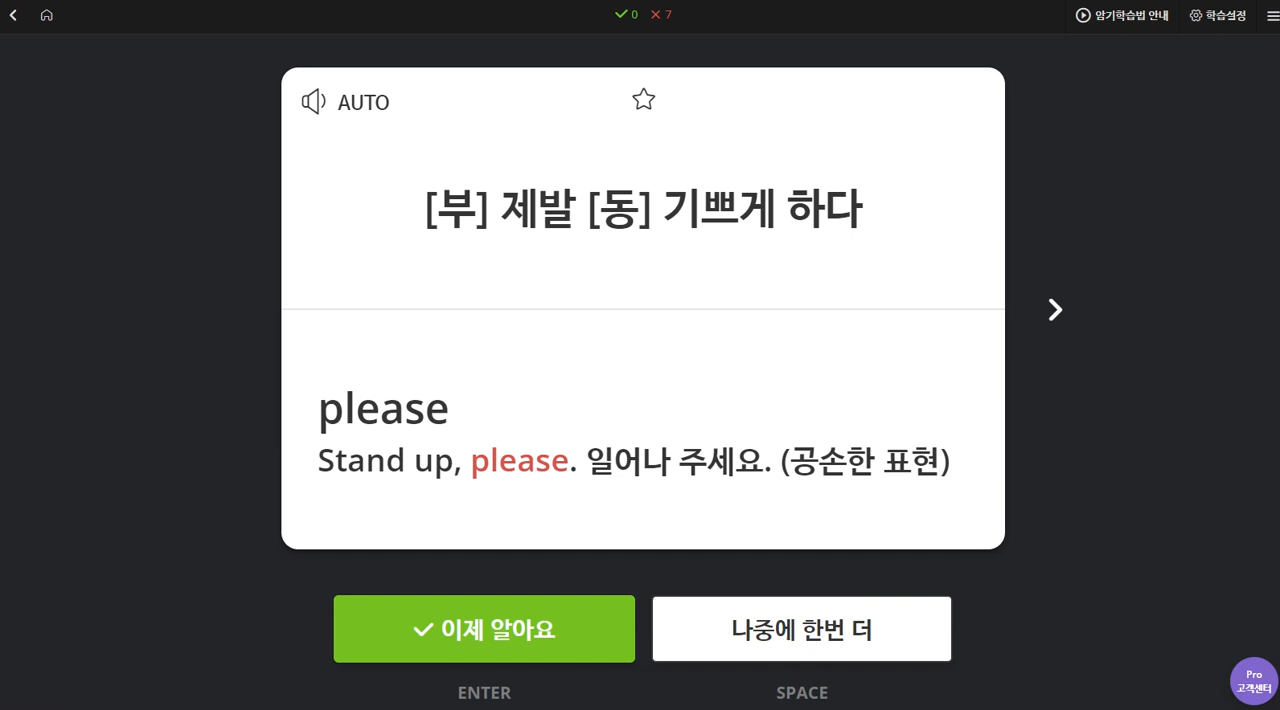 0 7 암기학습법 안내 학습설정
AUTO
[부] 제발 [동] 기쁘게 하다
please
Stand up, please. 일어나 주세요. (공손한 표현)
이제 알아요 나중에 한번 더
ENTER SPACE
Pro
고객센터